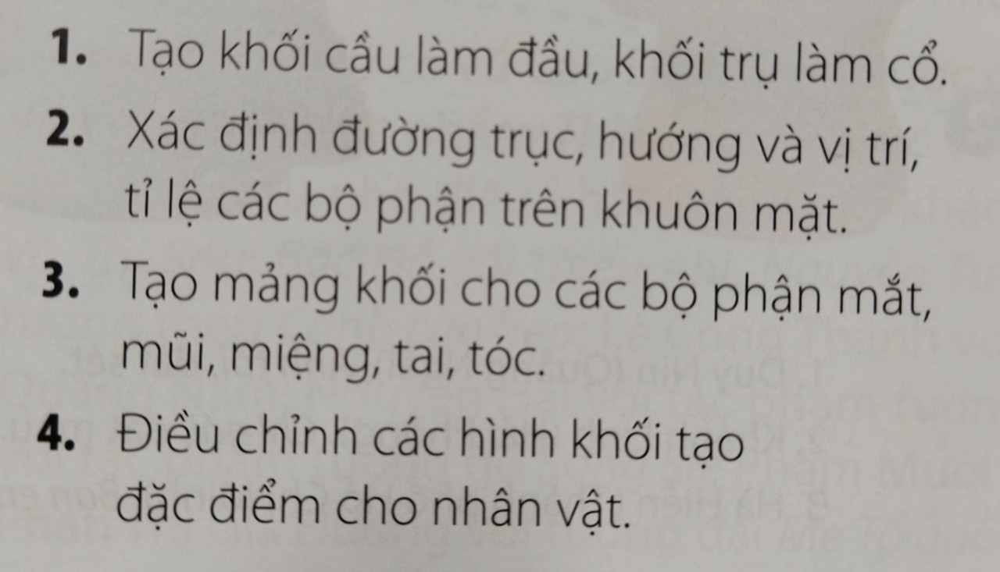 1. Tạo khối cầu làm đầu, khối trụ làm cổ.
2. Xác định đường trục, hướng và vị trí,
tỉ lệ các bộ phận trên khuôn mặt.
3. Tạo mảng khối cho các bộ phận mắt,
mũi, miệng, tai, tóc.
4. Điều chỉnh các hình khối tạo
đặc điểm cho nhân vật.